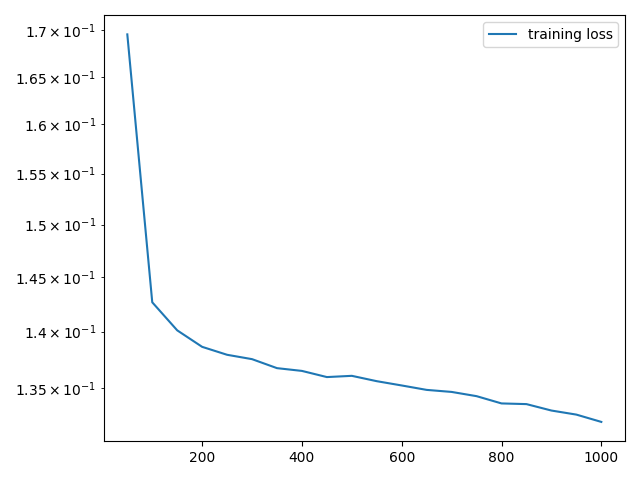 training loss
1.7 × 10⁻¹
1.65 × 10⁻¹
1.6 × 10⁻¹
1.55 × 10⁻¹
1.5 × 10⁻¹
1.45 × 10⁻¹
1.4 × 10⁻¹
1.35 × 10⁻¹
200 400 600 800 1000